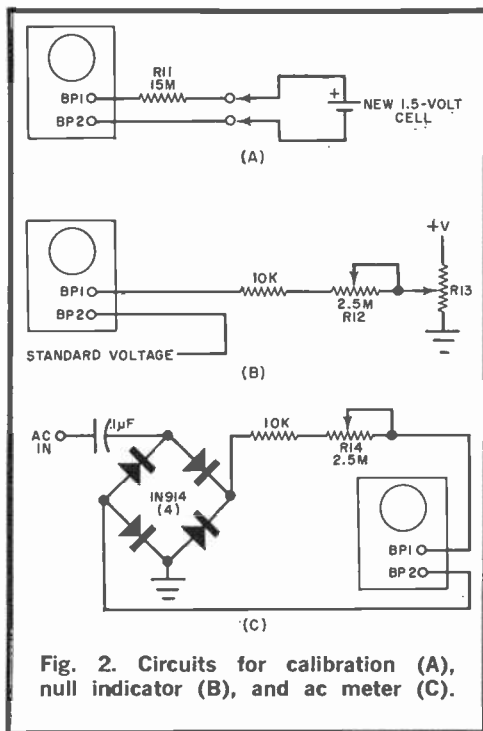 R11
15M
BP1
BP2
+
NEW 1.5-VOLT
CELL
(A)
+V
10K
BP1
2.5M
R12
R13
BP2
STANDARD VOLTAGE
(B)
.1µF
AC
IN
10K
R14
2.5M
1N914
(4)
BP1
BP2
(C)
Fig. 2. Circuits for calibration (A),
null indicator (B), and ac meter (C).